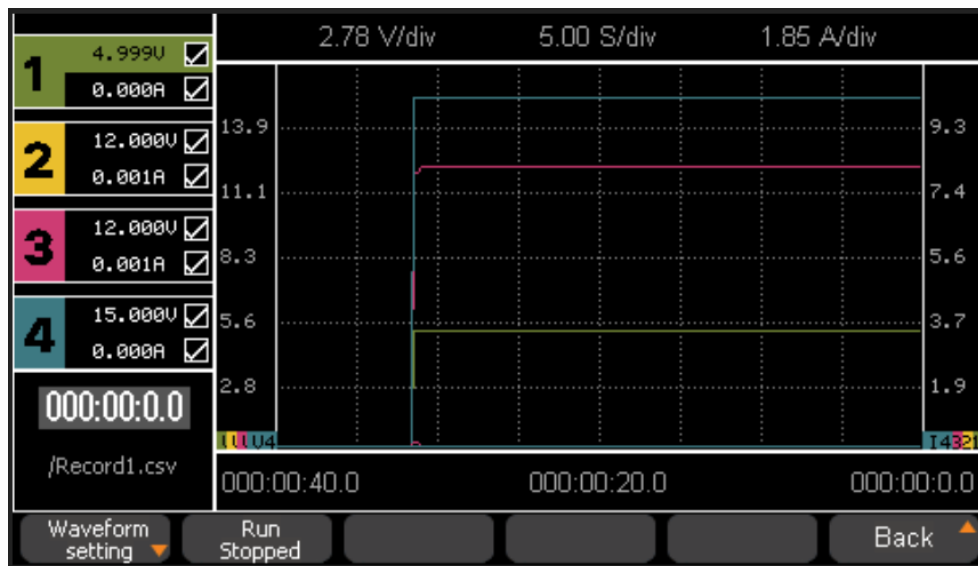 2.78 V/div 5.00 S/div 1.85 A/div
1
4.999V
0.000A
2
12.000V
0.001A
3
12.000V
0.001A
4
15.000V
0.000A
13.9
11.1
8.3
5.6
2.8
9.3
7.4
5.6
3.7
1.9
U4
I4321
000:00:0.0
/Record1.csv
000:00:40.0 000:00:20.0 000:00:0.0
Waveform
setting
Run
Stopped
Back